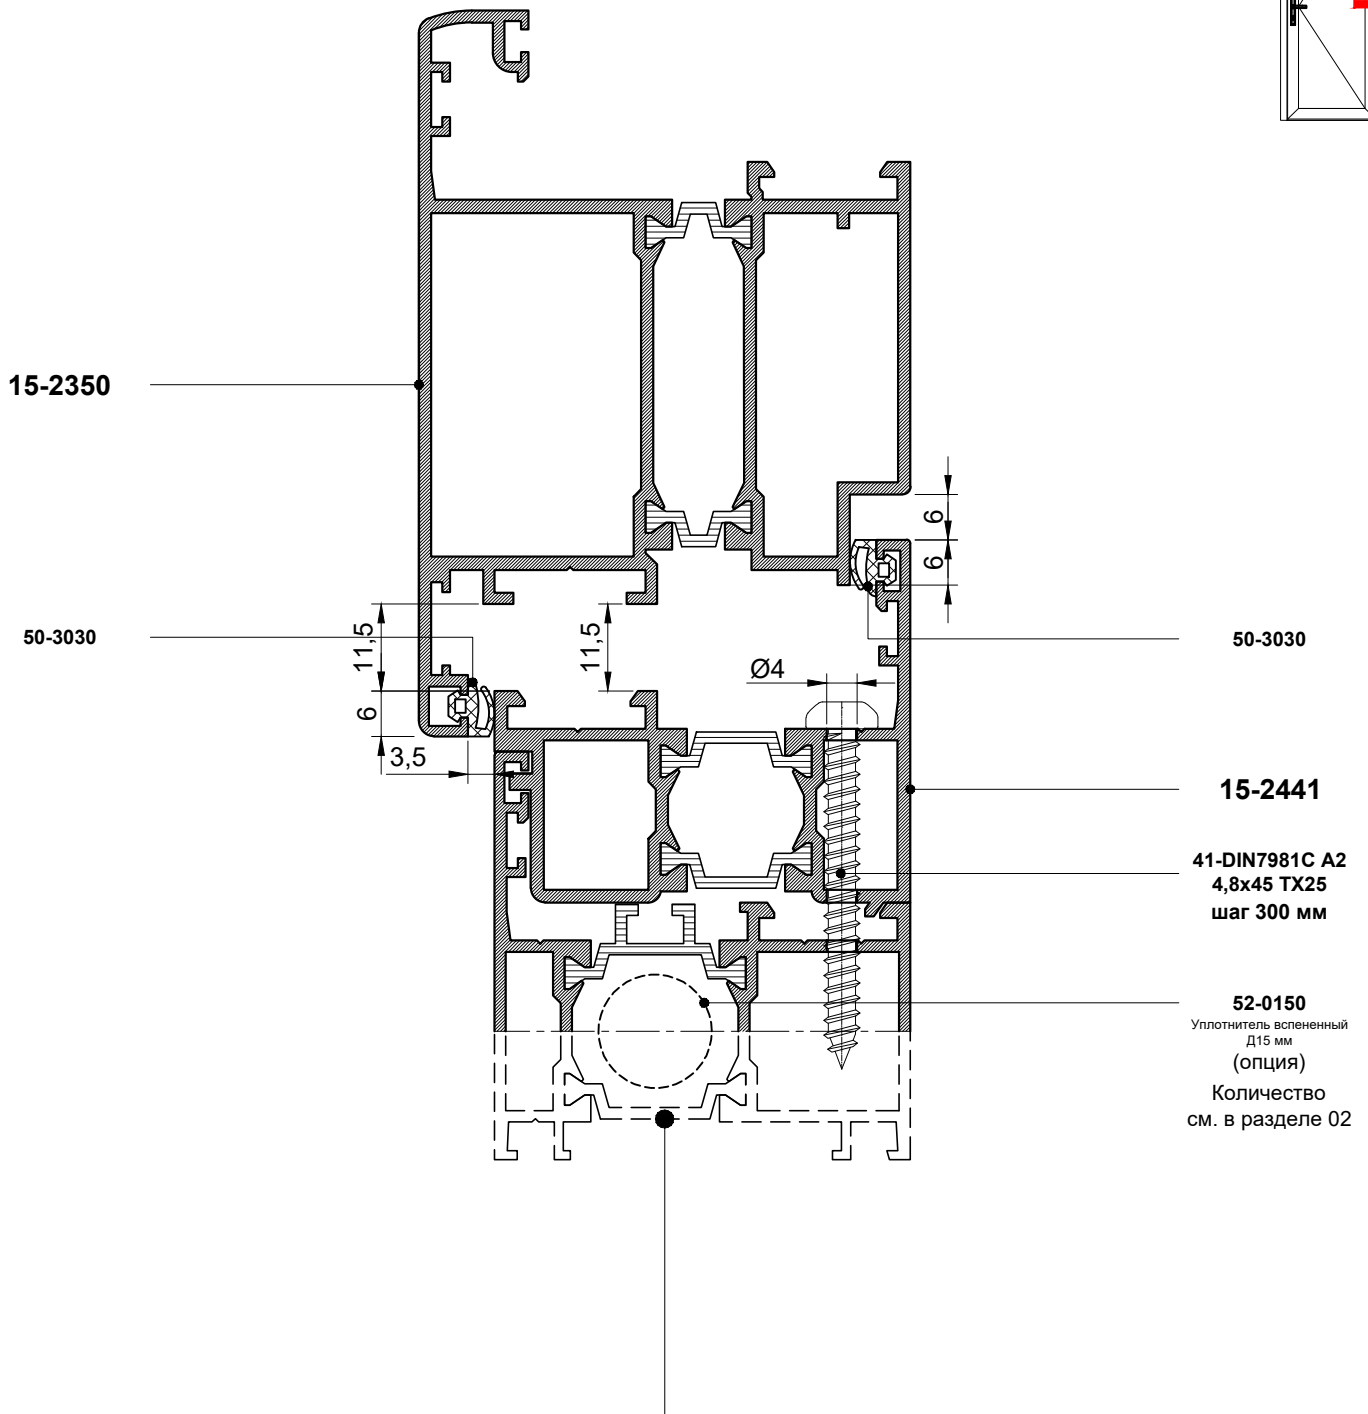 15-2350
6
6
50-3030
11,5
11,5
50-3030
Ø4
6
3,5
15-2441
41-DIN7981C A2
4,8x45 TX25
шаг 300 мм
52-0150
Уплотнитель вспененный
Д15 мм
(опция)
Количество
см. в разделе 02